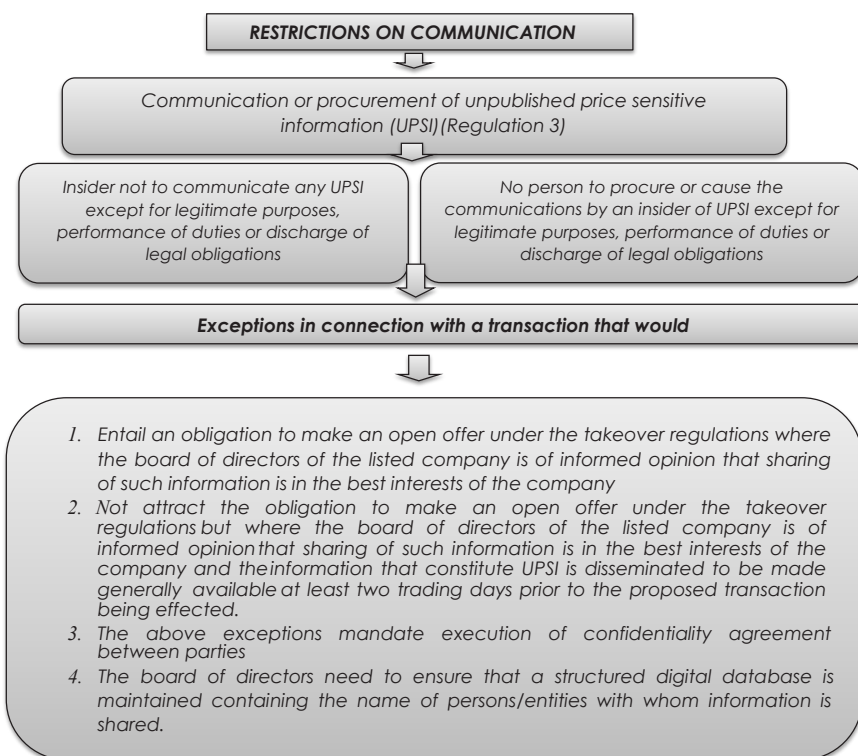 RESTRICTIONS ON COMMUNICATION
Communication or procurement of unpublished price sensitive
information (UPSI)(Regulation 3)
Insider not to communicate any UPSI
except for legitimate purposes,
performance of duties or discharge of
legal obligations
No person to procure or cause the
communications by an insider of UPSI except for
legitimate purposes, performance of duties or
discharge of legal obligations
Exceptions in connection with a transaction that would
1. Entail an obligation to make an open offer under the takeover regulations where
the board of directors of the listed company is of informed opinion that sharing
of such information is in the best interests of the company
2. Not attract the obligation to make an open offer under the takeover
regulations but where the board of directors of the listed company is of
informed opinion that sharing of such information is in the best interests of the
company and the information that constitute UPSI is disseminated to be made
generally available at least two trading days prior to the proposed transaction
being effected.
3. The above exceptions mandate execution of confidentiality agreement
between parties
4. The board of directors need to ensure that a structured digital database is
maintained containing the name of persons/entities with whom information is
shared.